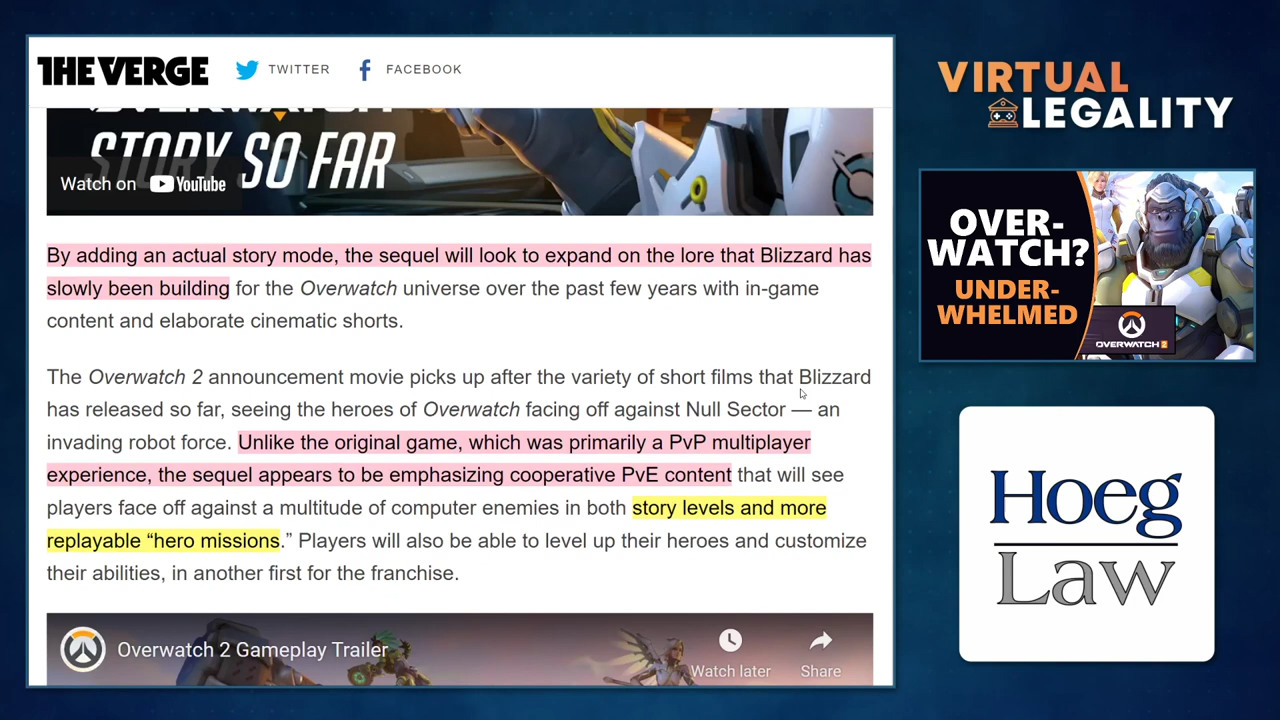 THE VERGE TWITTER FACEBOOK
OVERWATCH
STORY SO FAR
Watch on YouTube
By adding an actual story mode, the sequel will look to expand on the lore that Blizzard has
slowly been building for the Overwatch universe over the past few years with in-game
content and elaborate cinematic shorts.
The Overwatch 2 announcement movie picks up after the variety of short films that Blizzard
has released so far, seeing the heroes of Overwatch facing off against Null Sector — an
invading robot force. Unlike the original game, which was primarily a PvP multiplayer
experience, the sequel appears to be emphasizing cooperative PvE content that will see
players face off against a multitude of computer enemies in both story levels and more
replayable “hero missions.” Players will also be able to level up their heroes and customize
their abilities, in another first for the franchise.
Overwatch 2 Gameplay Trailer
Watch later
Share
VIRTUAL
LEGALITY
OVER-
WATCH?
UNDER-
WHELMED
OVERWATCH 2
Hoeg
Law